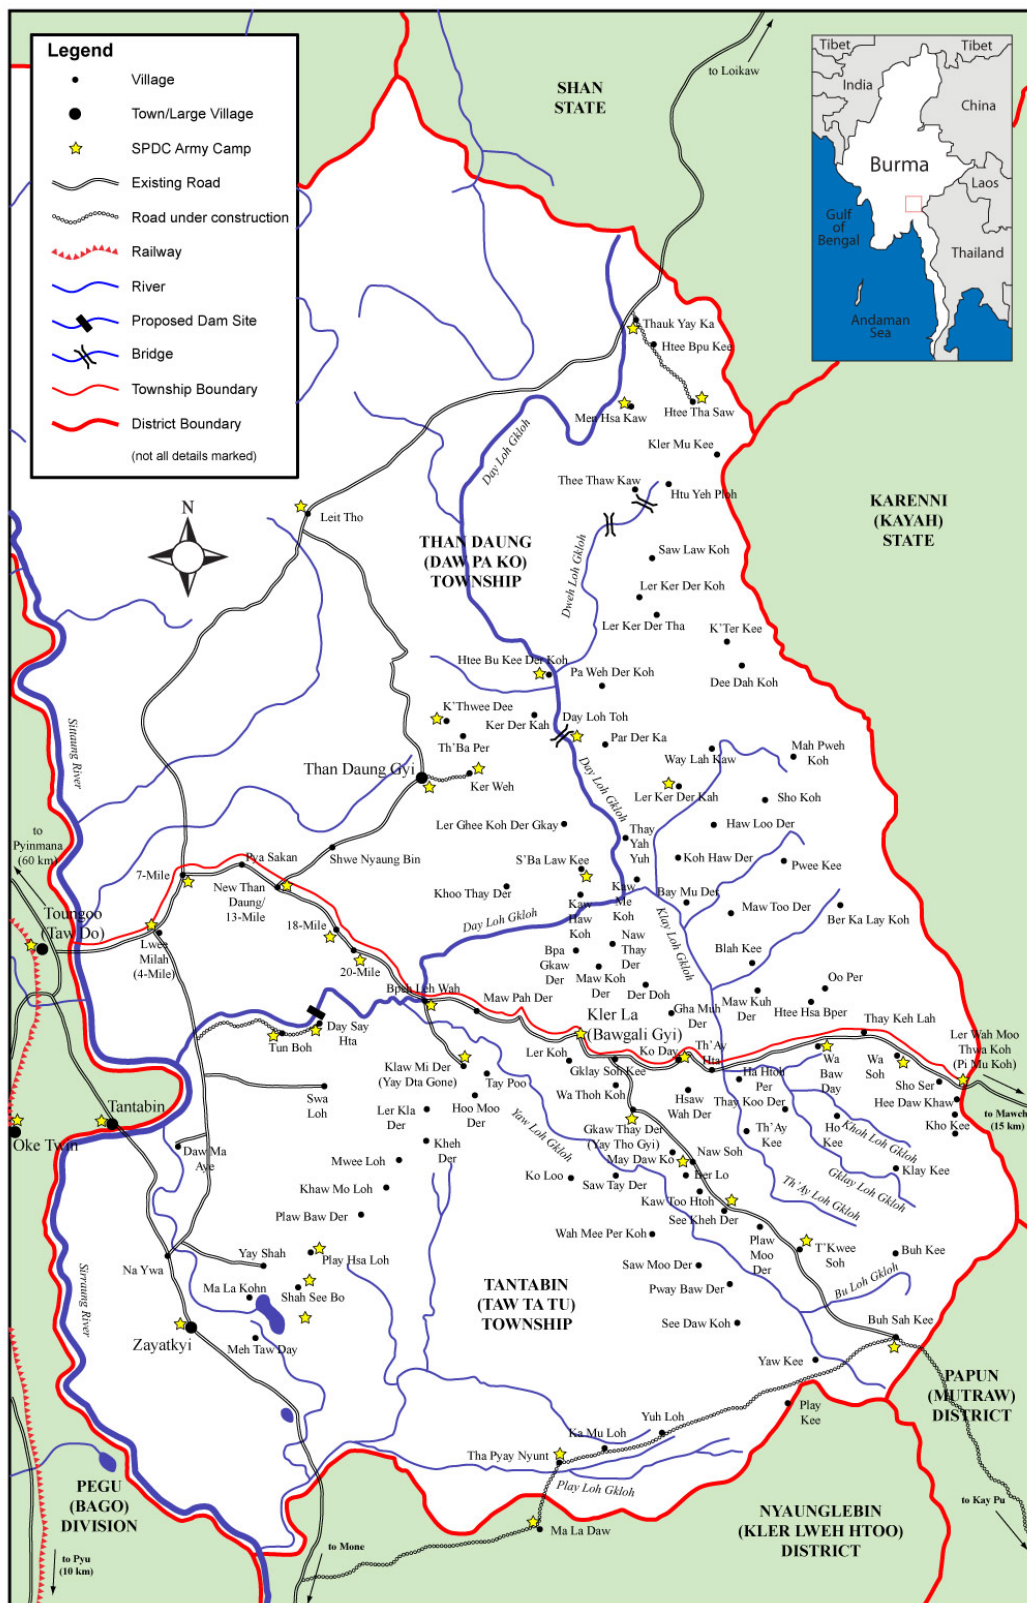 Legend
Village
Town/Large Village
SPDC Army Camp
Existing Road
Road under construction
Railway
River
Proposed Dam Site
Bridge
Township Boundary
District Boundary
(not all details marked)
to Loikaw
SHAN
STATE
Tibet
Tibet
India
China
Burma
Laos
Gulf
of
Bengal
Thailand
Andaman
Sea
Thauk Yay Ka
Htee Bpu Kee
Htee Tha Saw
Men Hsa Kaw
Day Loh Gkloh
Kler Mu Kee
Thee Thaw Kaw
Htu Yeh Ploh
N
Leit Tho
KARENNI
(KAYAH)
STATE
THAN DAUNG
(DAW PA KO)
TOWNSHIP
Dweh Loh Gkloh
Saw Law Koh
Ler Ker Der Koh
Ler Ker Der Tha
K'Ter Kee
Dee Dah Koh
Htee Bu Kee Der Koh
Pa Weh Der Koh
Sittaung River
K'Thwee Dee
Ker Der Kah
Day Loh Toh
Th'Ba Per
Par Der Ka
Way Lah Kaw
Mah Pweh
Koh
Than Daung Gyi
Ker Weh
Day Loh Gkloh
Ler Ker Der Kah
Sho Koh
Ler Ghee Koh Der Gkay
Thay
Yah
Yuh
Haw Loo Der
to
Pyinmana
(60 km)
Shwe Nyaung Bin
Pya Sakan
7-Mile
New Than
Daung/
13-Mile
S'Ba Law Kee
Koh Haw Der
Pwee Kee
Khoo Thay Der
Kaw
Me
Koh
Kaw
Haw
Koh
Bay Mu Der
Maw Too Der
Ber Ka Lay Koh
Toungoo
(Taw Do)
Lwee
Milah
(4-Mile)
18-Mile
20-Mile
Day Loh Gkloh
Klay Loh Gkloh
Naw
Thay
Der
Bpa
Gkaw
Der
Blah Kee
Maw Koh
Der
Der Doh
Maw Kuh
Der
Oo Per
Htee Hsa Bper
Bpeh Leh Wah
Maw Pah Der
Gha Muh
Der
Kler La
(Bawgali Gyi)
Day Say
Hta
Tun Boh
Ler Koh
Ko Day
Th'Ay
Hta
Thay Keh Lah
Ler Wah Moo
Thwa Koh
(Pi Mu Koh)
Klaw Mi Der
(Yay Dta Gone)
Tay Poo
Gklay Soh Kee
Wa
Baw
Day
Wa
Soh
Sho Ser
Ha Htoh
Per
Swa
Loh
Hoo Moo
Der
Wa Thoh Koh
Hsaw
Wah Der
Thay Koo Der
Hee Daw Khaw
to Mawchi
(15 km)
Tantabin
Oke Twin
Ler Kla
Der
Yaw Loh Gkloh
Gkaw Thay Der
(Yay Tho Gyi)
Th'Ay
Kee
Ho
Kee
Khoh Loh Gkloh
Kho Kee
Daw Ma
Aye
Kheh
Der
Mwee Loh
May Daw Ko
Naw Soh
Ko Loo
Saw Tay Der
Ber Lo
Klay Kee
Gklay Loh Gkloh
Th'Ay Loh Gkloh
Khaw Mo Loh
Kaw Too Htoh
Plaw Baw Der
See Kheh Der
Wah Mee Per Koh
Plaw
Moo
Der
T'Kwee
Soh
Buh Kee
Yay Shah
Play Hsa Loh
Na Ywa
Sittaung River
Saw Moo Der
Bu Loh Gkloh
Ma La Kohn
Shah See Bo
TANTABIN
(TAW TA TU)
TOWNSHIP
Pway Baw Der
See Daw Koh
Buh Sah Kee
Zayatkyi
Meh Taw Day
Yaw Kee
PAPUN
(MUTRAW)
DISTRICT
Play
Kee
Yuh Loh
Ka Mu Loh
Tha Pyay Nyunt
Play Loh Gkloh
PEGU
(BAGO)
DIVISION
Ma La Daw
NYAUNGLEBIN
(KLER LWEH HTOO)
DISTRICT
to Kay Pu
to Pyu
(10 km)
to Mone